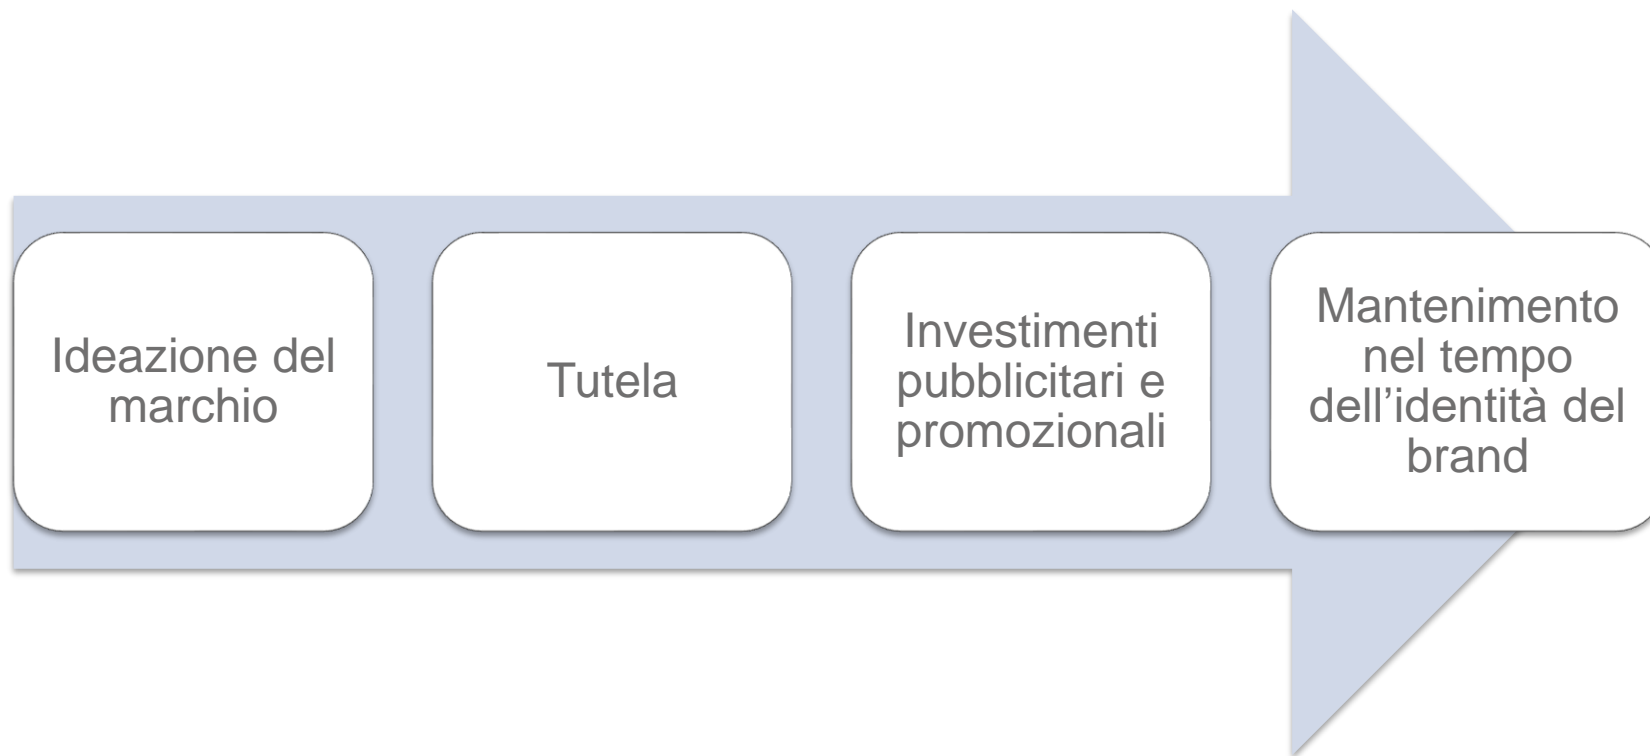 Ideazione del
marchio
Tutela
Investimenti
pubblicitari e
promozionali
Mantenimento
nel tempo
dell’identità del
brand